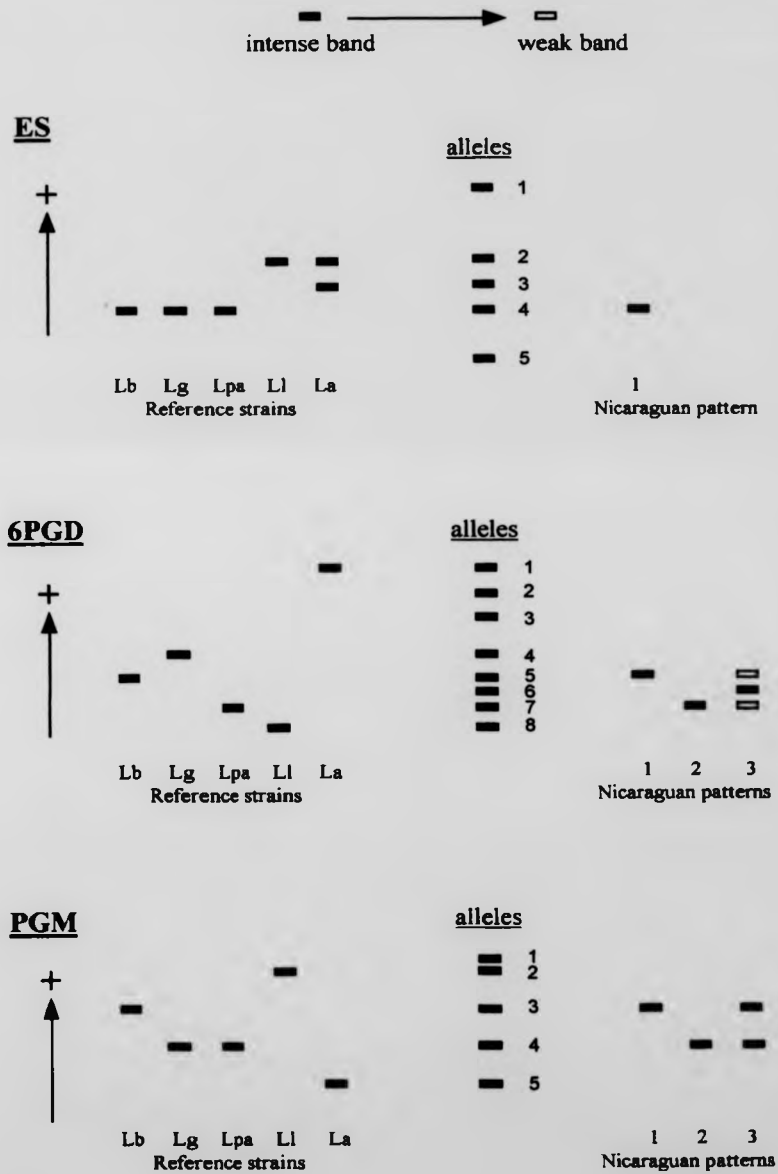 intense band weak band
ES
alleles
+
1
2
3
4
5
Lb Lg Lpa Ll La
Reference strains
1
Nicaraguan pattern
6PGD
alleles
+
1
2
3
4
5
6
7
8
Lb Lg Lpa Ll La
Reference strains
1 2 3
Nicaraguan patterns
PGM
alleles
+
1
2
3
4
5
Lb Lg Lpa Ll La
Reference strains
1 2 3
Nicaraguan patterns